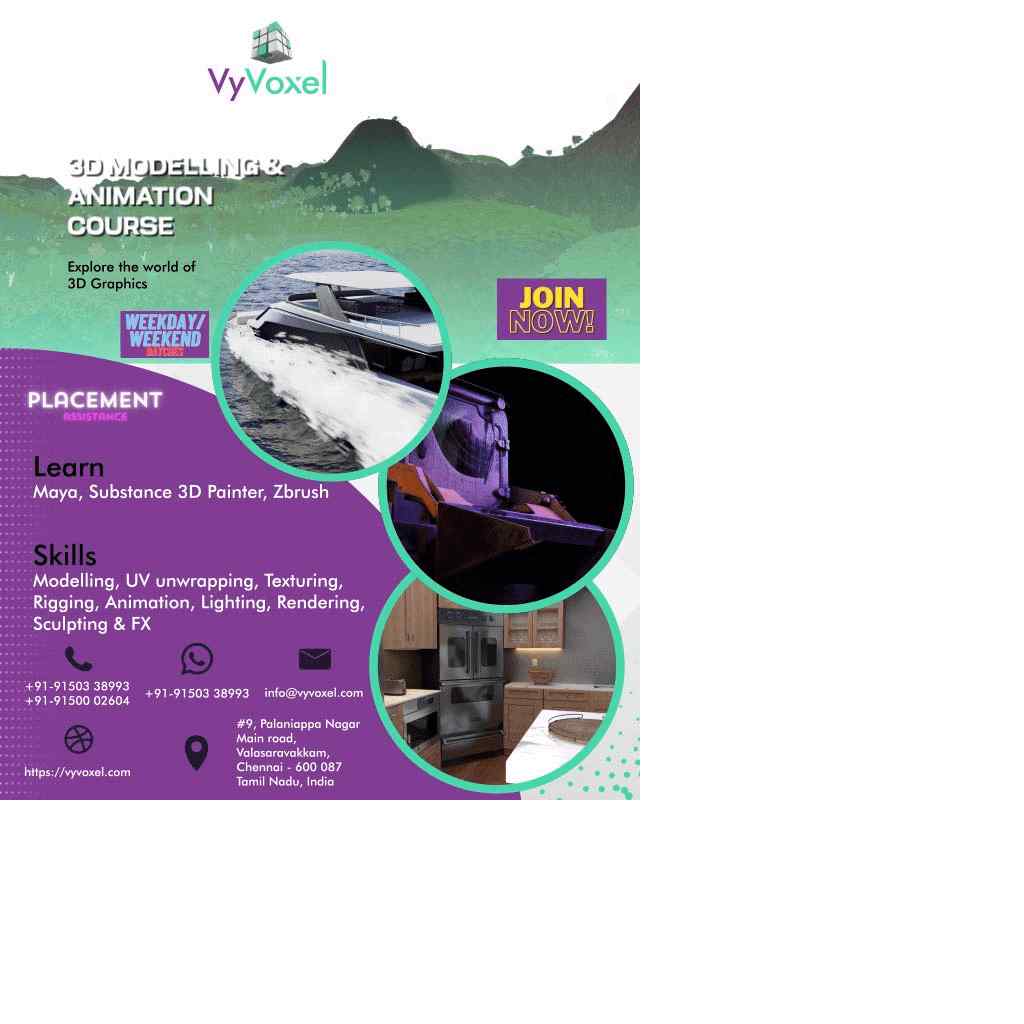 VyVoxel
3D MODELLING &
ANIMATION
COURSE
Explore the world of
3D Graphics
WEEKDAY/
WEEKEND
BATCHES
JOIN
NOW!
PLACEMENT
ASSISTANCE
Learn
Maya, Substance 3D Painter, Zbrush
Skills
Modelling, UV unwrapping, Texturing,
Rigging, Animation, Lighting, Rendering,
Sculpting & FX
+91-91503 38993
+91-91500 02604
+91-91503 38993
info@vyvoxel.com
https://vyvoxel.com
#9, Palaniappa Nagar
Main road,
Valasaravakkam,
Chennai - 600 087
Tamil Nadu, India